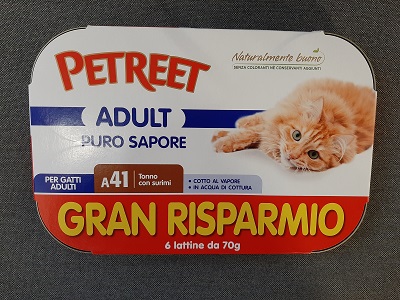 PETREET
Naturalmente buono
SENZA COLORANTI NÉ CONSERVANTI AGGIUNTI
ADULT
PURO SAPORE
PER GATTI
ADULTI
A41
Tonno
con surimi
• COTTO AL VAPORE
• IN ACQUA DI COTTURA
GRAN RISPARMIO
6 lattine da 70g